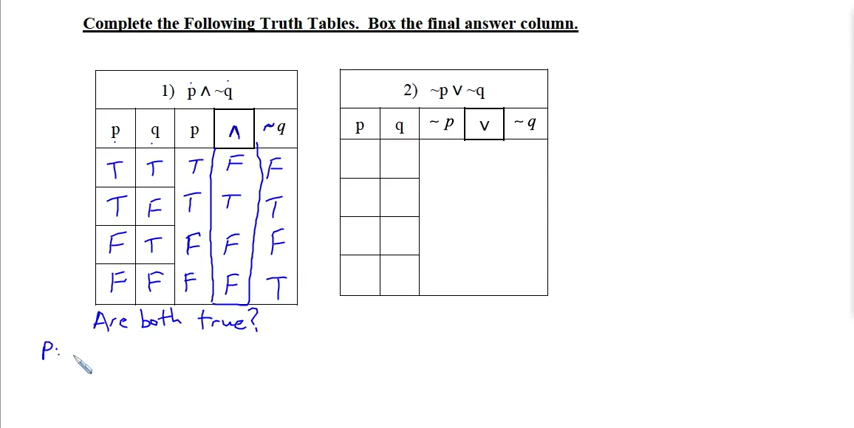 Complete the Following Truth Tables. Box the final answer column.
1) p ∧ ~q
p q p ∧ ~q
T T T F F
T F T T T
F T F F F
F F F F T
Are both true?
P:
2) ~p ∨ ~q
p q ~p ∨ ~q